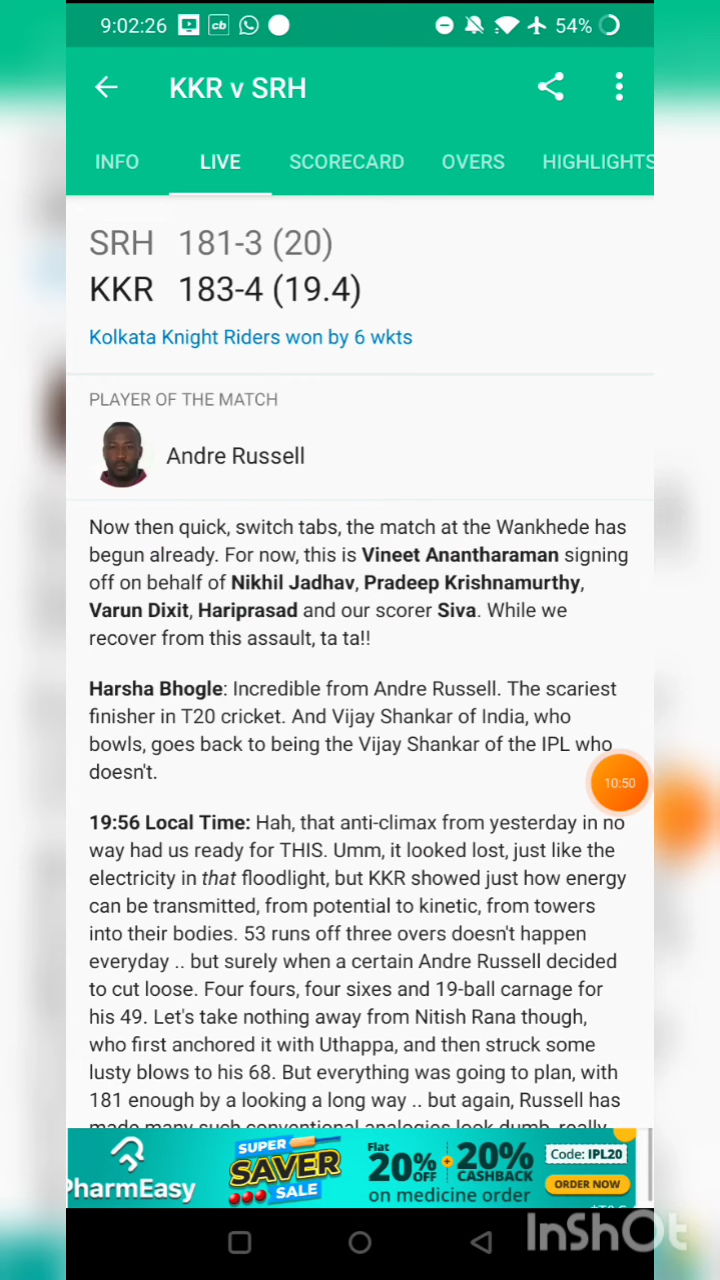 9:02:26 cb 54%
KKR v SRH
INFO LIVE SCORECARD OVERS HIGHLIGHTS
SRH 181-3 (20)
KKR 183-4 (19.4)
Kolkata Knight Riders won by 6 wkts
PLAYER OF THE MATCH
Andre Russell
Now then quick, switch tabs, the match at the Wankhede has
begun already. For now, this is Vineet Anantharaman signing
off on behalf of Nikhil Jadhav, Pradeep Krishnamurthy,
Varun Dixit, Hariprasad and our scorer Siva. While we
recover from this assault, ta ta!!
Harsha Bhogle: Incredible from Andre Russell. The scariest
finisher in T20 cricket. And Vijay Shankar of India, who
bowls, goes back to being the Vijay Shankar of the IPL who
doesn't.
10:50
19:56 Local Time: Hah, that anti-climax from yesterday in no
way had us ready for THIS. Umm, it looked lost, just like the
electricity in that floodlight, but KKR showed just how energy
can be transmitted, from potential to kinetic, from towers
into their bodies. 53 runs off three overs doesn't happen
everyday .. but surely when a certain Andre Russell decided
to cut loose. Four fours, four sixes and 19-ball carnage for
his 49. Let's take nothing away from Nitish Rana though,
who first anchored it with Uthappa, and then struck some
lusty blows to his 68. But everything was going to plan, with
181 enough by a looking a long way .. but again, Russell has
made many such conventional analogies look dumb, really
PharmEasy
SUPER
SAVER
SALE
Flat
20% OFF + 20% CASHBACK
on medicine order
Code: IPL20
ORDER NOW
InShOt